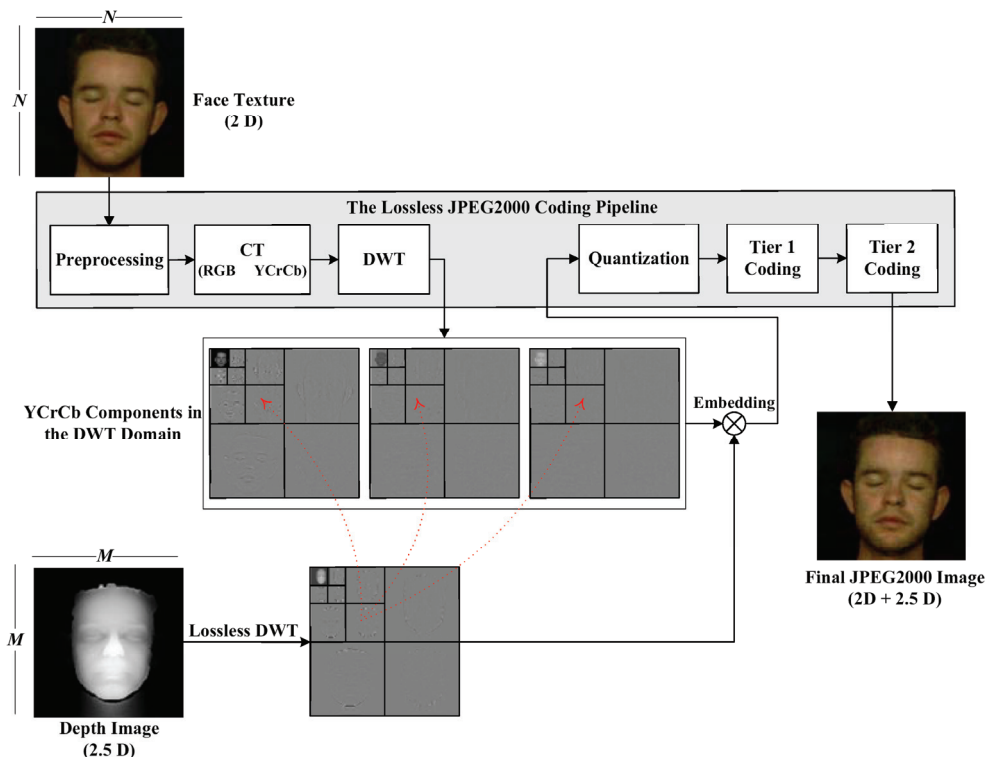 N
N
Face Texture
(2 D)
The Lossless JPEG2000 Coding Pipeline
Preprocessing
CT
(RGB YCrCb)
DWT
Quantization
Tier 1
Coding
Tier 2
Coding
YCrCb Components in
the DWT Domain
Embedding
M
M
Lossless DWT
Depth Image
(2.5 D)
Final JPEG2000 Image
(2D + 2.5 D)